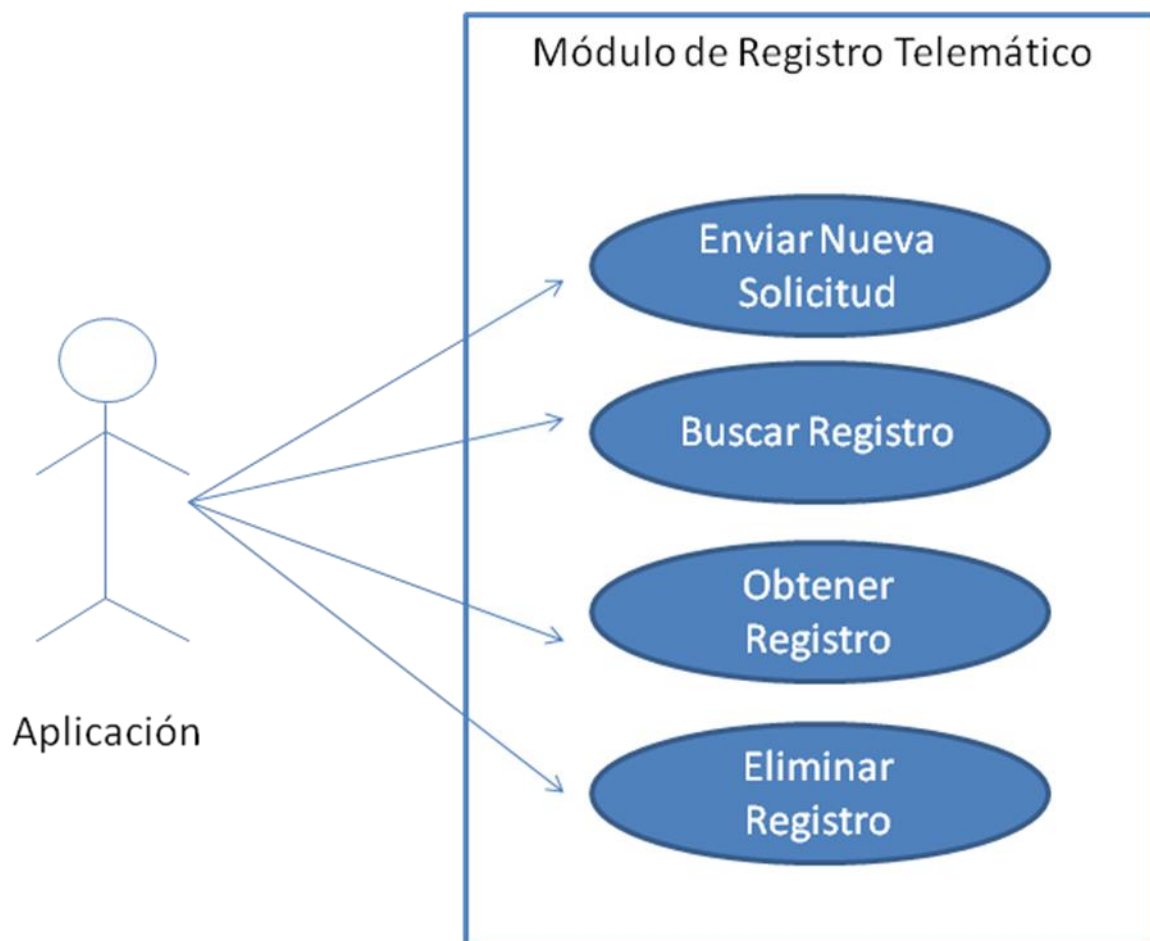 Módulo de Registro Telemático
Enviar Nueva
Solicitud
Buscar Registro
Obtener
Registro
Eliminar
Registro
Aplicación